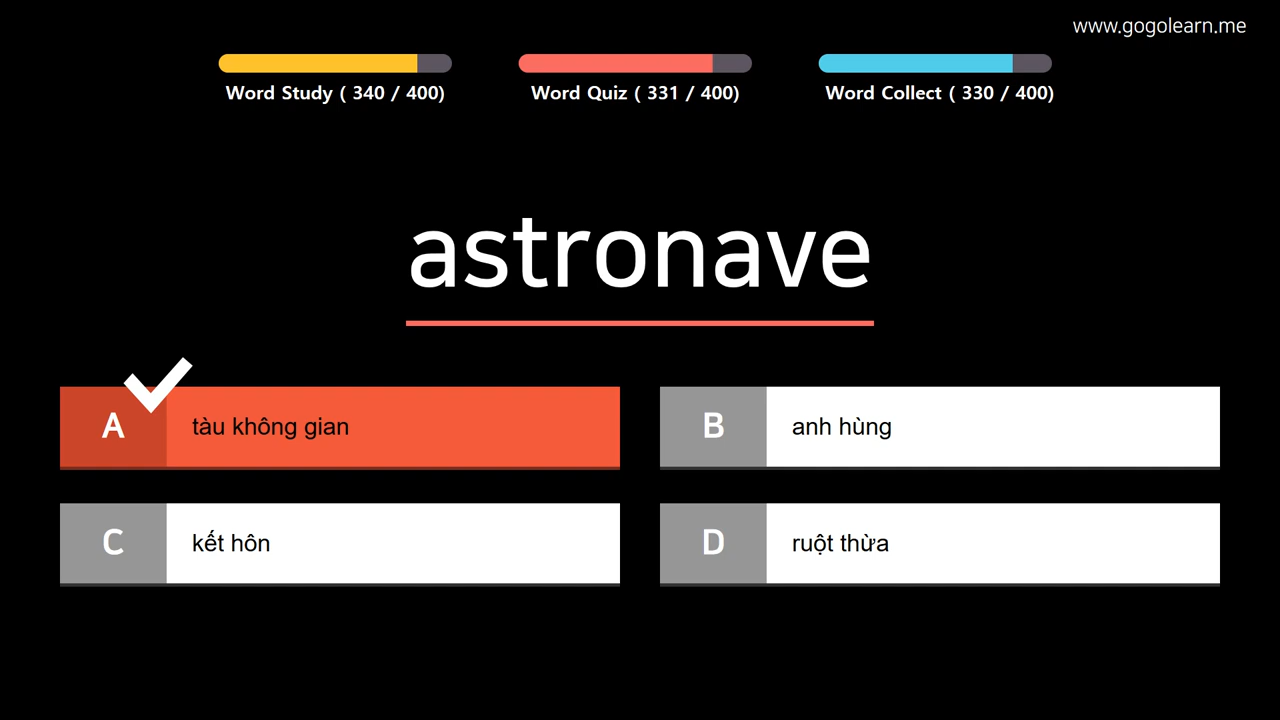 www.gogolearn.me
Word Study ( 340 / 400)
Word Quiz ( 331 / 400)
Word Collect ( 330 / 400)
astronave
A tàu không gian
B anh hùng
C kết hôn
D ruột thừa